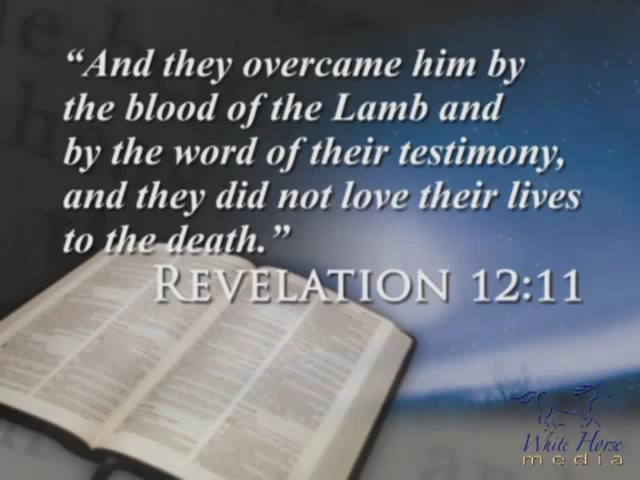 “And they overcame him by
the blood of the Lamb and
by the word of their testimony,
and they did not love their lives
to the death.”
REVELATION 12:11
White Horse
media